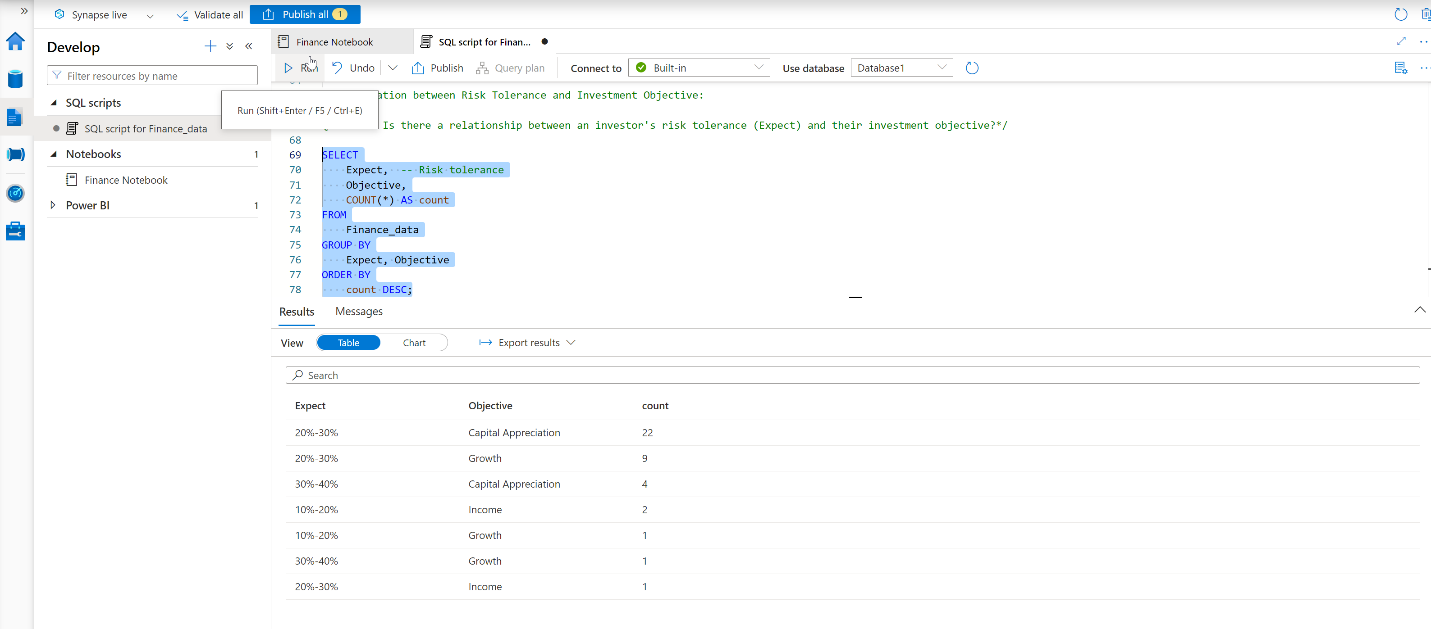 Synapse live
Validate all
Publish all 1
Develop
Filter resources by name
SQL scripts
SQL script for Finance_data
Notebooks 1
Finance Notebook
Power BI 1
Finance Notebook
SQL script for Finan...
Run
Undo
Publish
Query plan
Connect to
Built-in
Use database
Database1
Run (Shift+Enter / F5 / Ctrl+E)
between Risk Tolerance and Investment Objective:
Is there a relationship between an investor's risk tolerance (Expect) and their investment objective?*/
68
69 SELECT
70 Expect, -- Risk tolerance
71 Objective,
72 COUNT(*) AS count
73 FROM
74 Finance_data
75 GROUP BY
76 Expect, Objective
77 ORDER BY
78 count DESC;
Results Messages
View Table Chart Export results
Search
Expect Objective count
20%-30% Capital Appreciation 22
20%-30% Growth 9
30%-40% Capital Appreciation 4
10%-20% Income 2
10%-20% Growth 1
30%-40% Growth 1
20%-30% Income 1